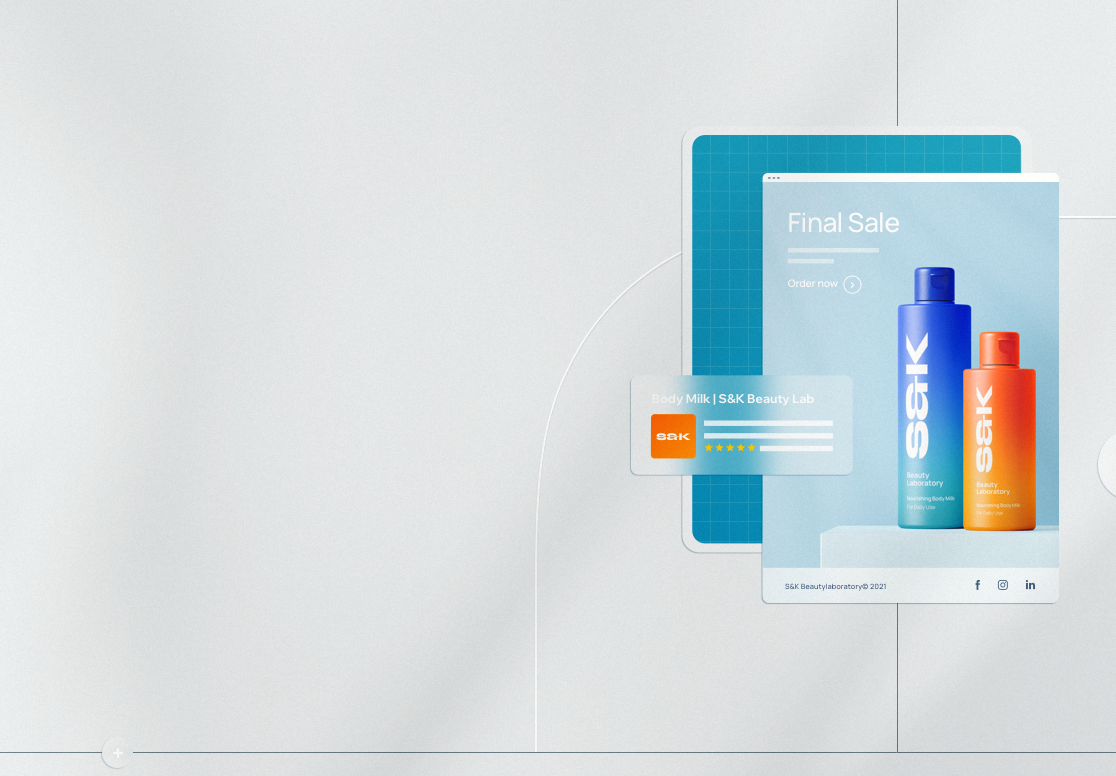 Final Sale
Order now
Body Milk | S&K Beauty Lab
S&K
S&K
Beauty
Laboratory
Nourishing Body Milk
For Daily Use
S&K
Beauty
Laboratory
Nourishing Body Milk
For Daily Use
S&K Beautylaboratory© 2021
f
in